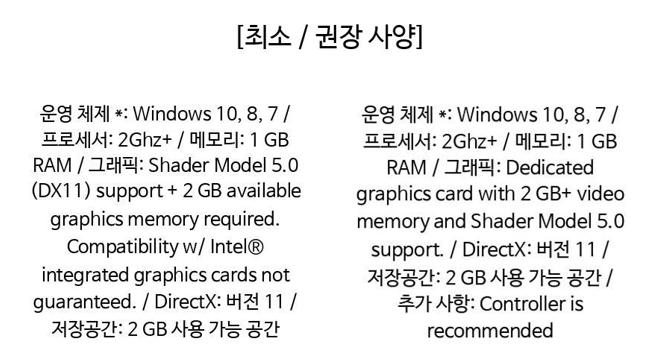 [최소 / 권장 사양]
운영 체제 *: Windows 10, 8, 7 /
프로세서: 2Ghz+ / 메모리: 1 GB
RAM / 그래픽: Shader Model 5.0
(DX11) support + 2 GB available
graphics memory required.
Compatibility w/ Intel®
integrated graphics cards not
guaranteed. / DirectX: 버전 11 /
저장공간: 2 GB 사용 가능 공간
운영 체제 *: Windows 10, 8, 7 /
프로세서: 2Ghz+ / 메모리: 1 GB
RAM / 그래픽: Dedicated
graphics card with 2 GB+ video
memory and Shader Model 5.0
support. / DirectX: 버전 11 /
저장공간: 2 GB 사용 가능 공간 /
추가 사항: Controller is
recommended